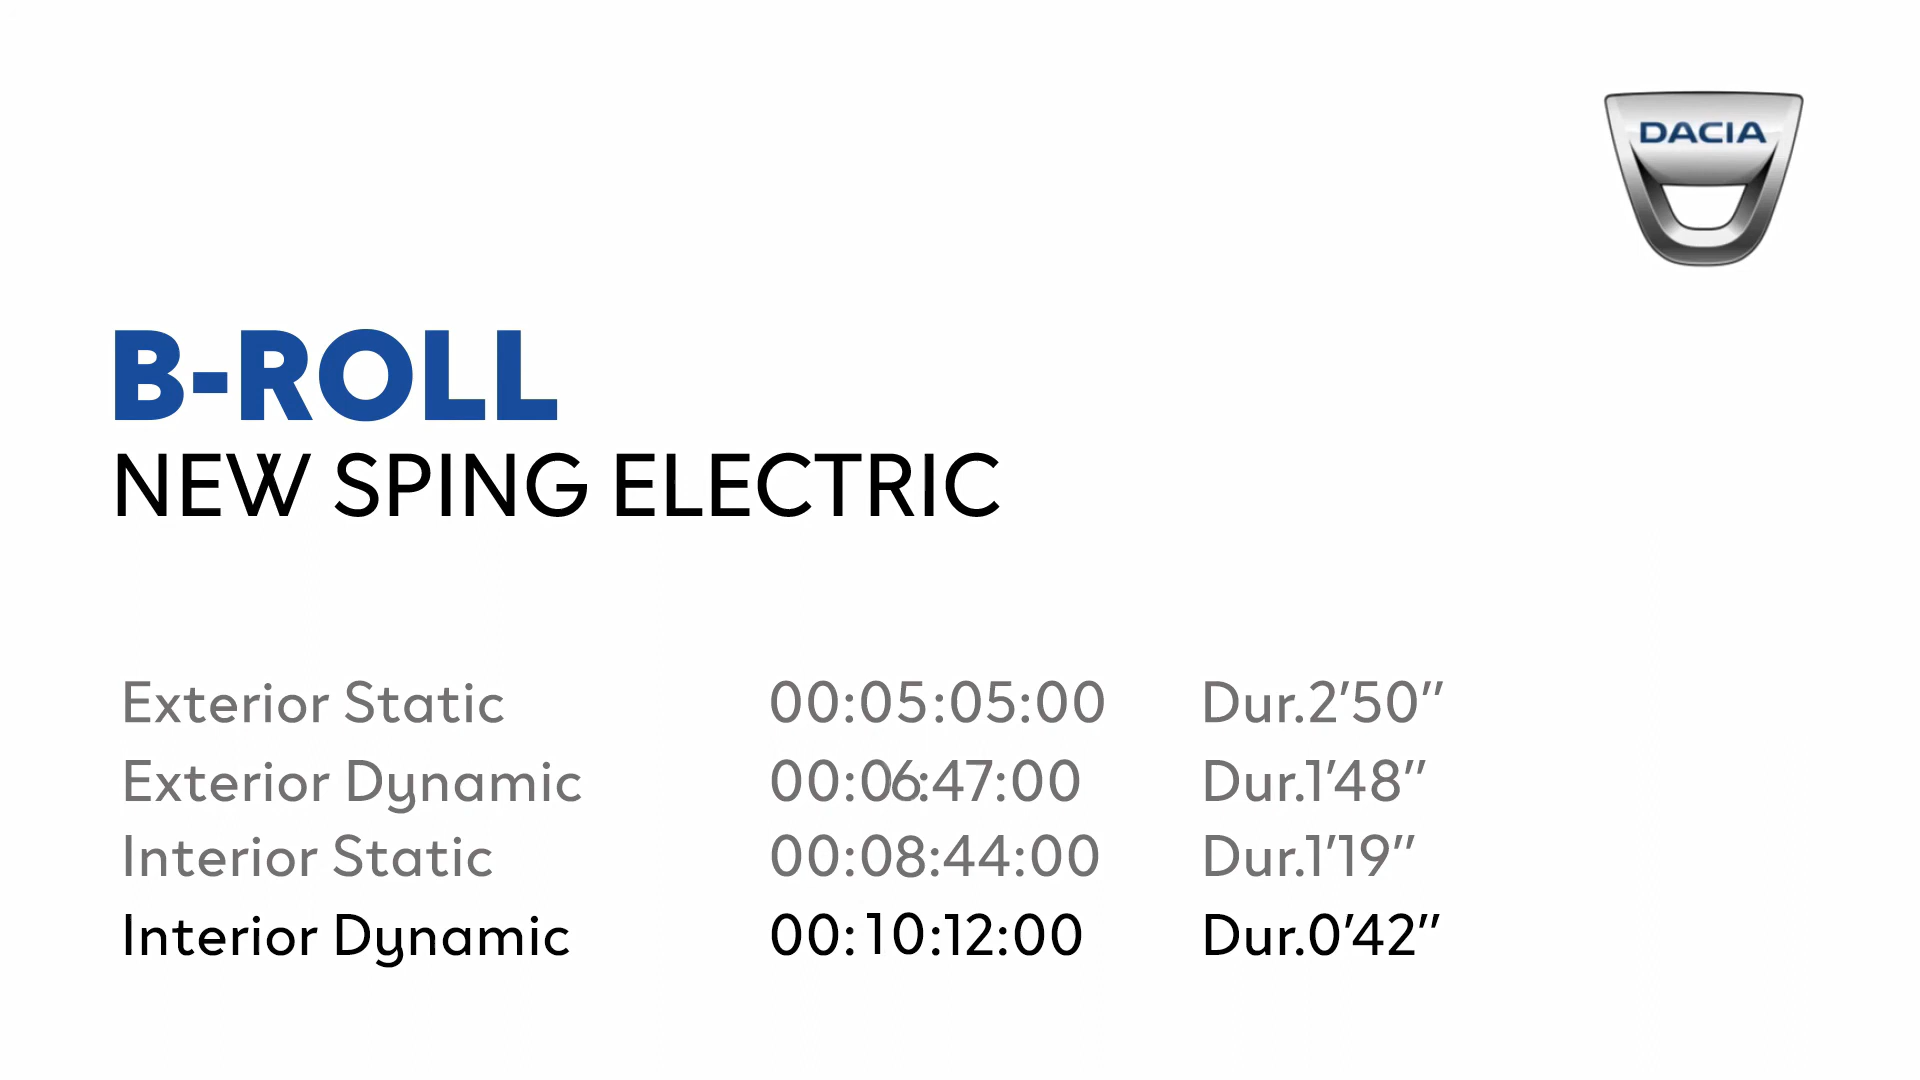 DACIA
B-ROLL
NEW SPING ELECTRIC
Exterior Static 00:05:05:00 Dur.2'50"
Exterior Dynamic 00:06:47:00 Dur.1'48"
Interior Static 00:08:44:00 Dur.1'19"
Interior Dynamic 00:10:12:00 Dur.0'42"